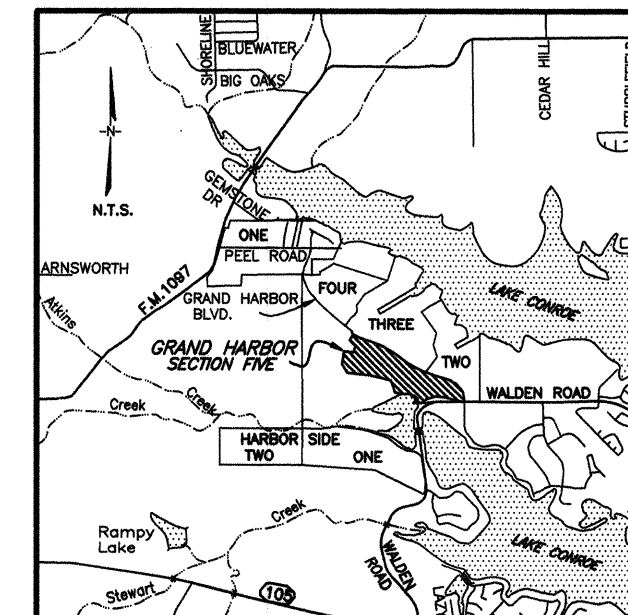 SHORELINE
BLUEWATER
BIG OAKS
CEDAR HILL
N
N.T.S.
GEMSTONE
DR
ONE
PEEL ROAD
ARNSWORTH
F.M. 1097
GRAND HARBOR
BLVD.
FOUR
LAKE CONROE
Atkins
THREE
GRAND HARBOR
SECTION FIVE
TWO
WALDEN ROAD
Creek
Creek
HARBOR SIDE
TWO
ONE
Creek
Rampy
Lake
LAKE CONROE
WALDEN
ROAD
Stewart
105